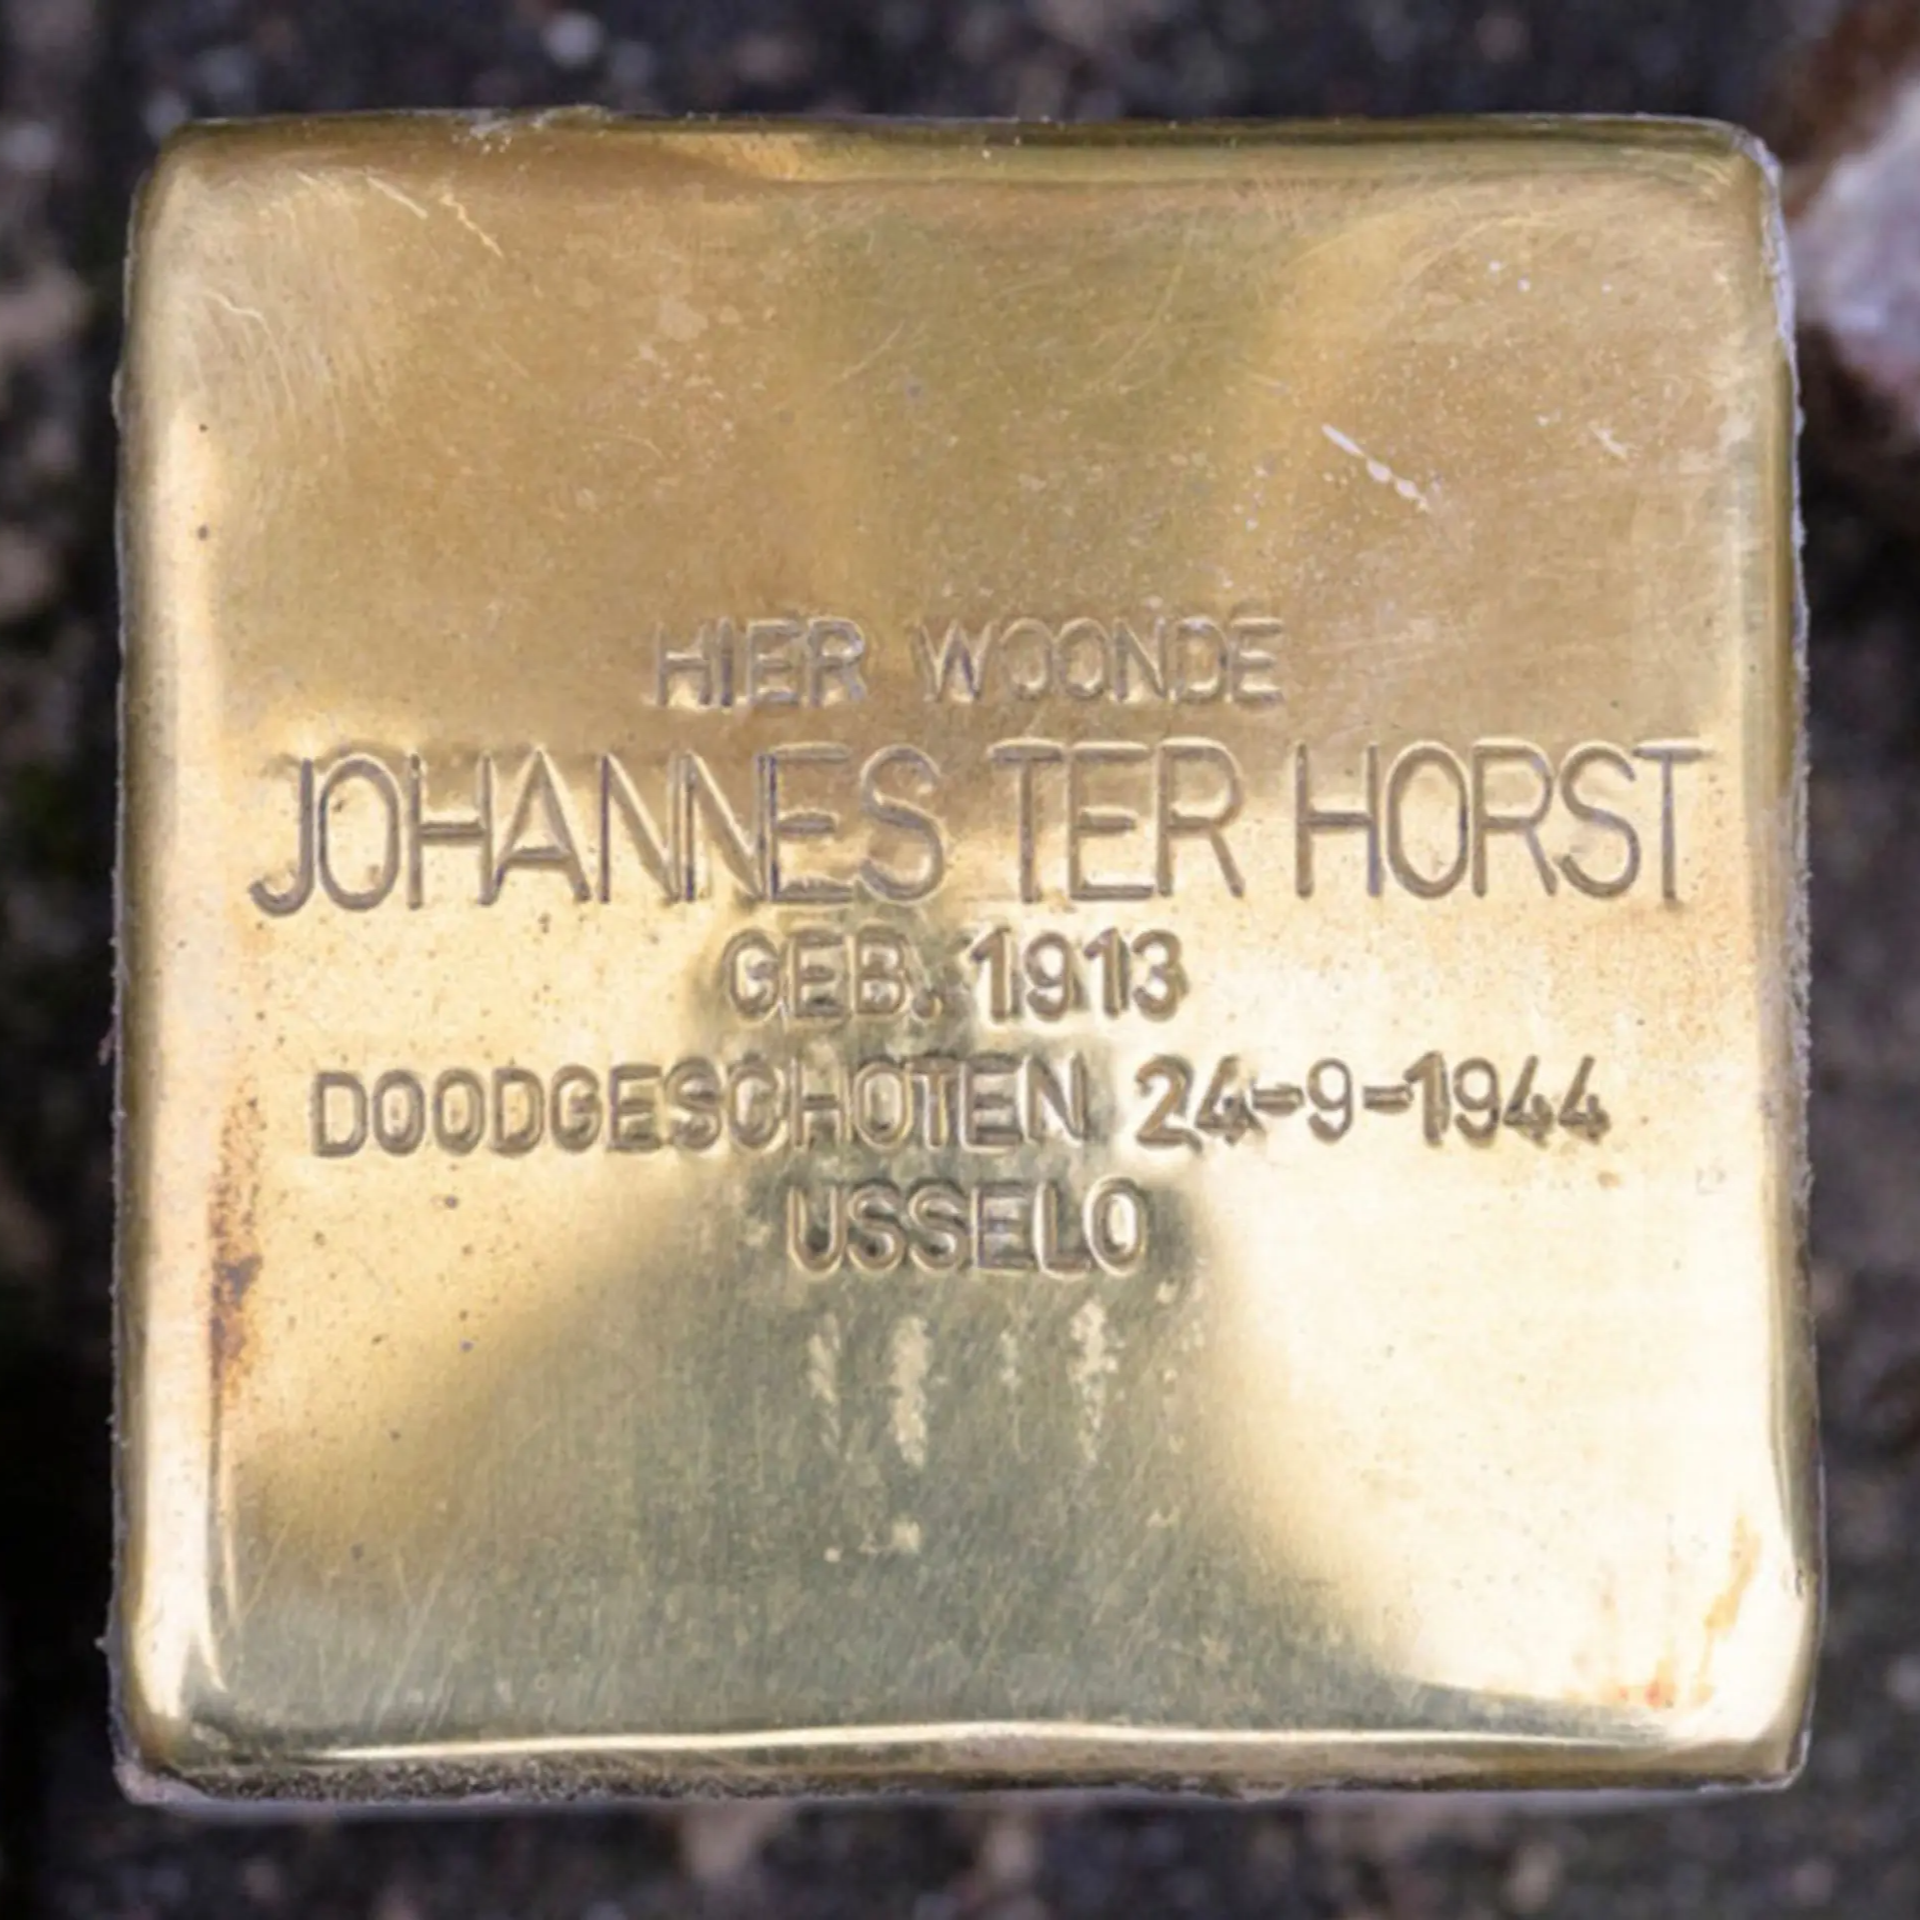 HIER WOONDE
JOHANNES TER HORST
GEB. 1913
DOODGESCHOTEN 24-9-1944
USSELO